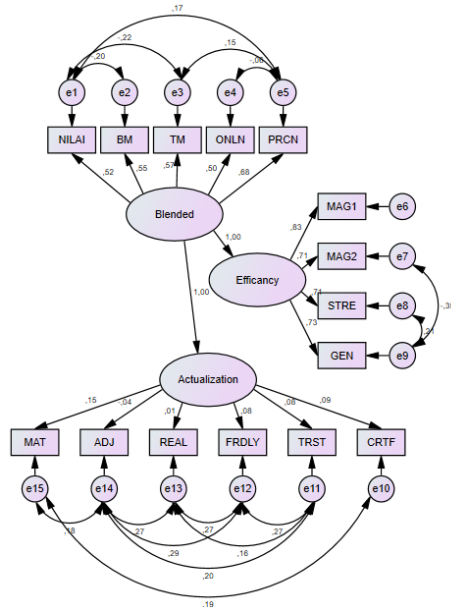 ,17
-,22 ,15
-,20 -,06
e1 e2 e3 e4 e5
NILAI BM TM ONLN PRCN
,52 ,55 ,57 ,50 ,68
Blended
1,00
MAG1 e6
,83
MAG2 e7
,71
Efficancy
STRE e8
,71
-,30
1,00
,21
,73
GEN e9
Actualization
,15 -,04 ,01 ,08 ,08 ,09
MAT ADJ REAL FRDLY TRST CRTF
e15 e14 e13 e12 e11 e10
,18 ,27 ,27 ,27
,29 ,16
,20
,19